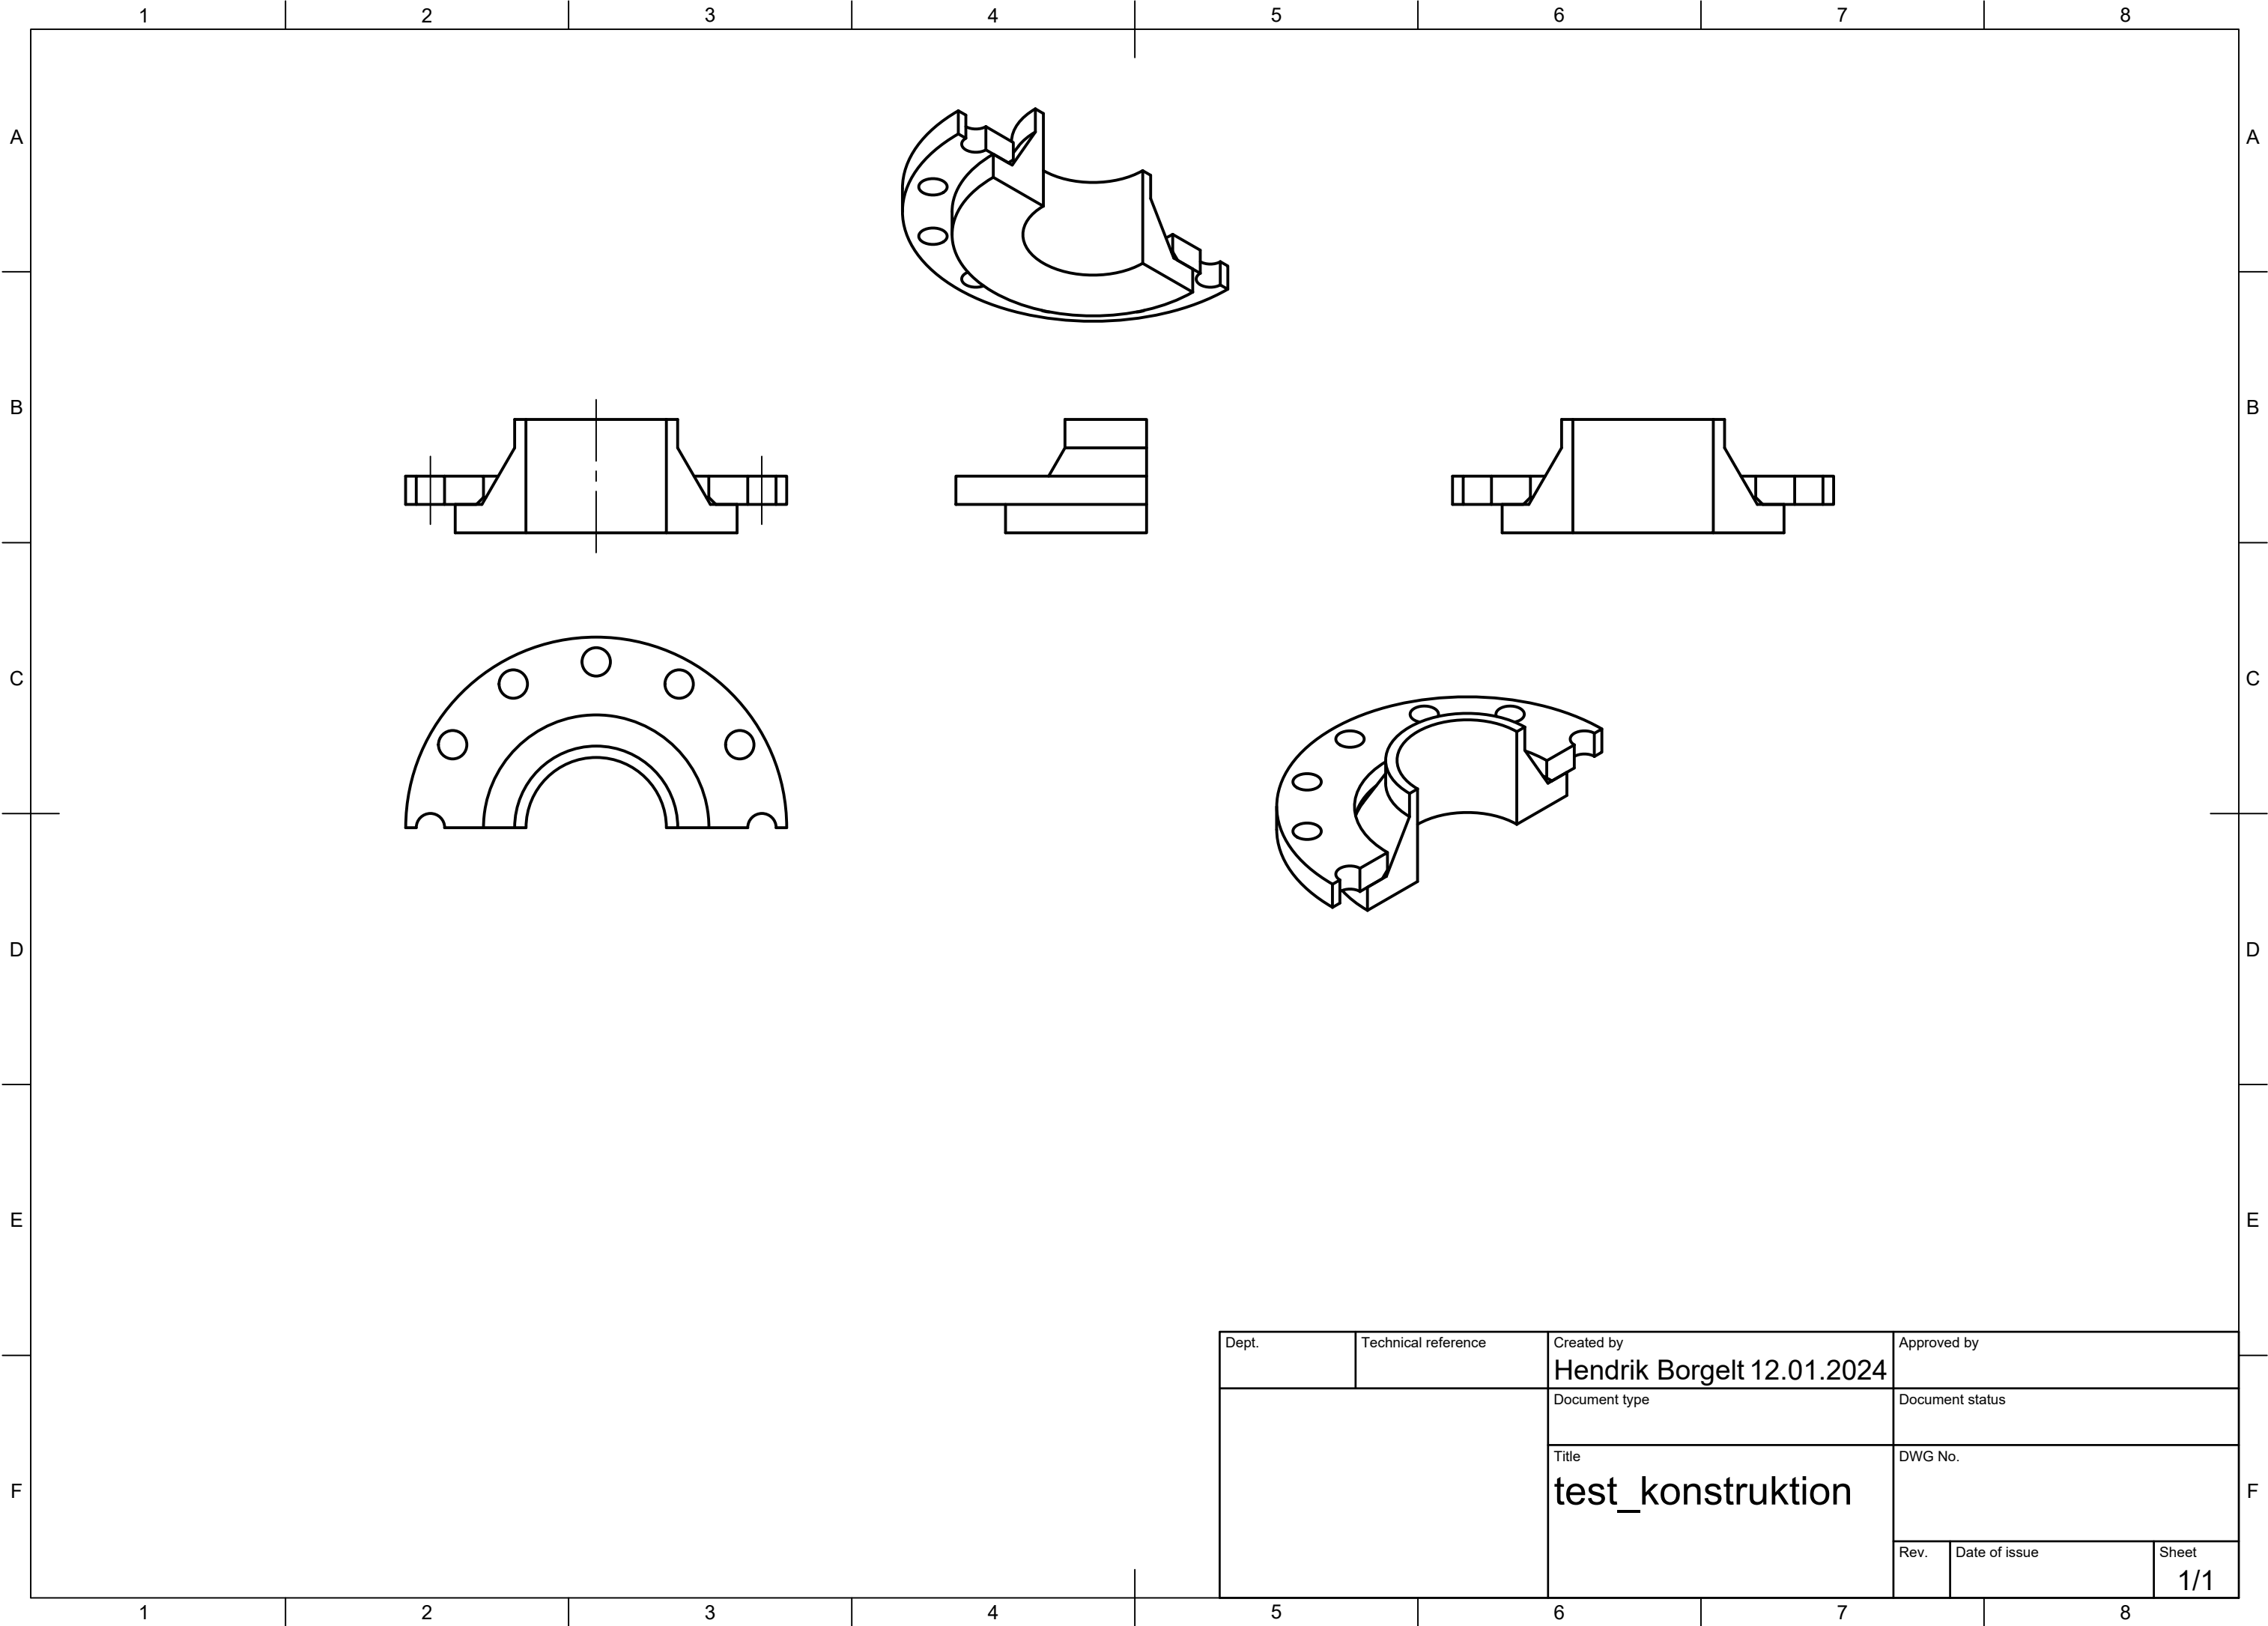 1 2 3 4 5 6 7 8
A A
B B
C C
D D
E E
F F
Dept. Technical reference Created by Approved by
Hendrik Borgelt 12.01.2024
Document type Document status
Title DWG No.
test_konstruktion
Rev. Date of issue Sheet
1/1
1 2 3 4 5 6 7 8